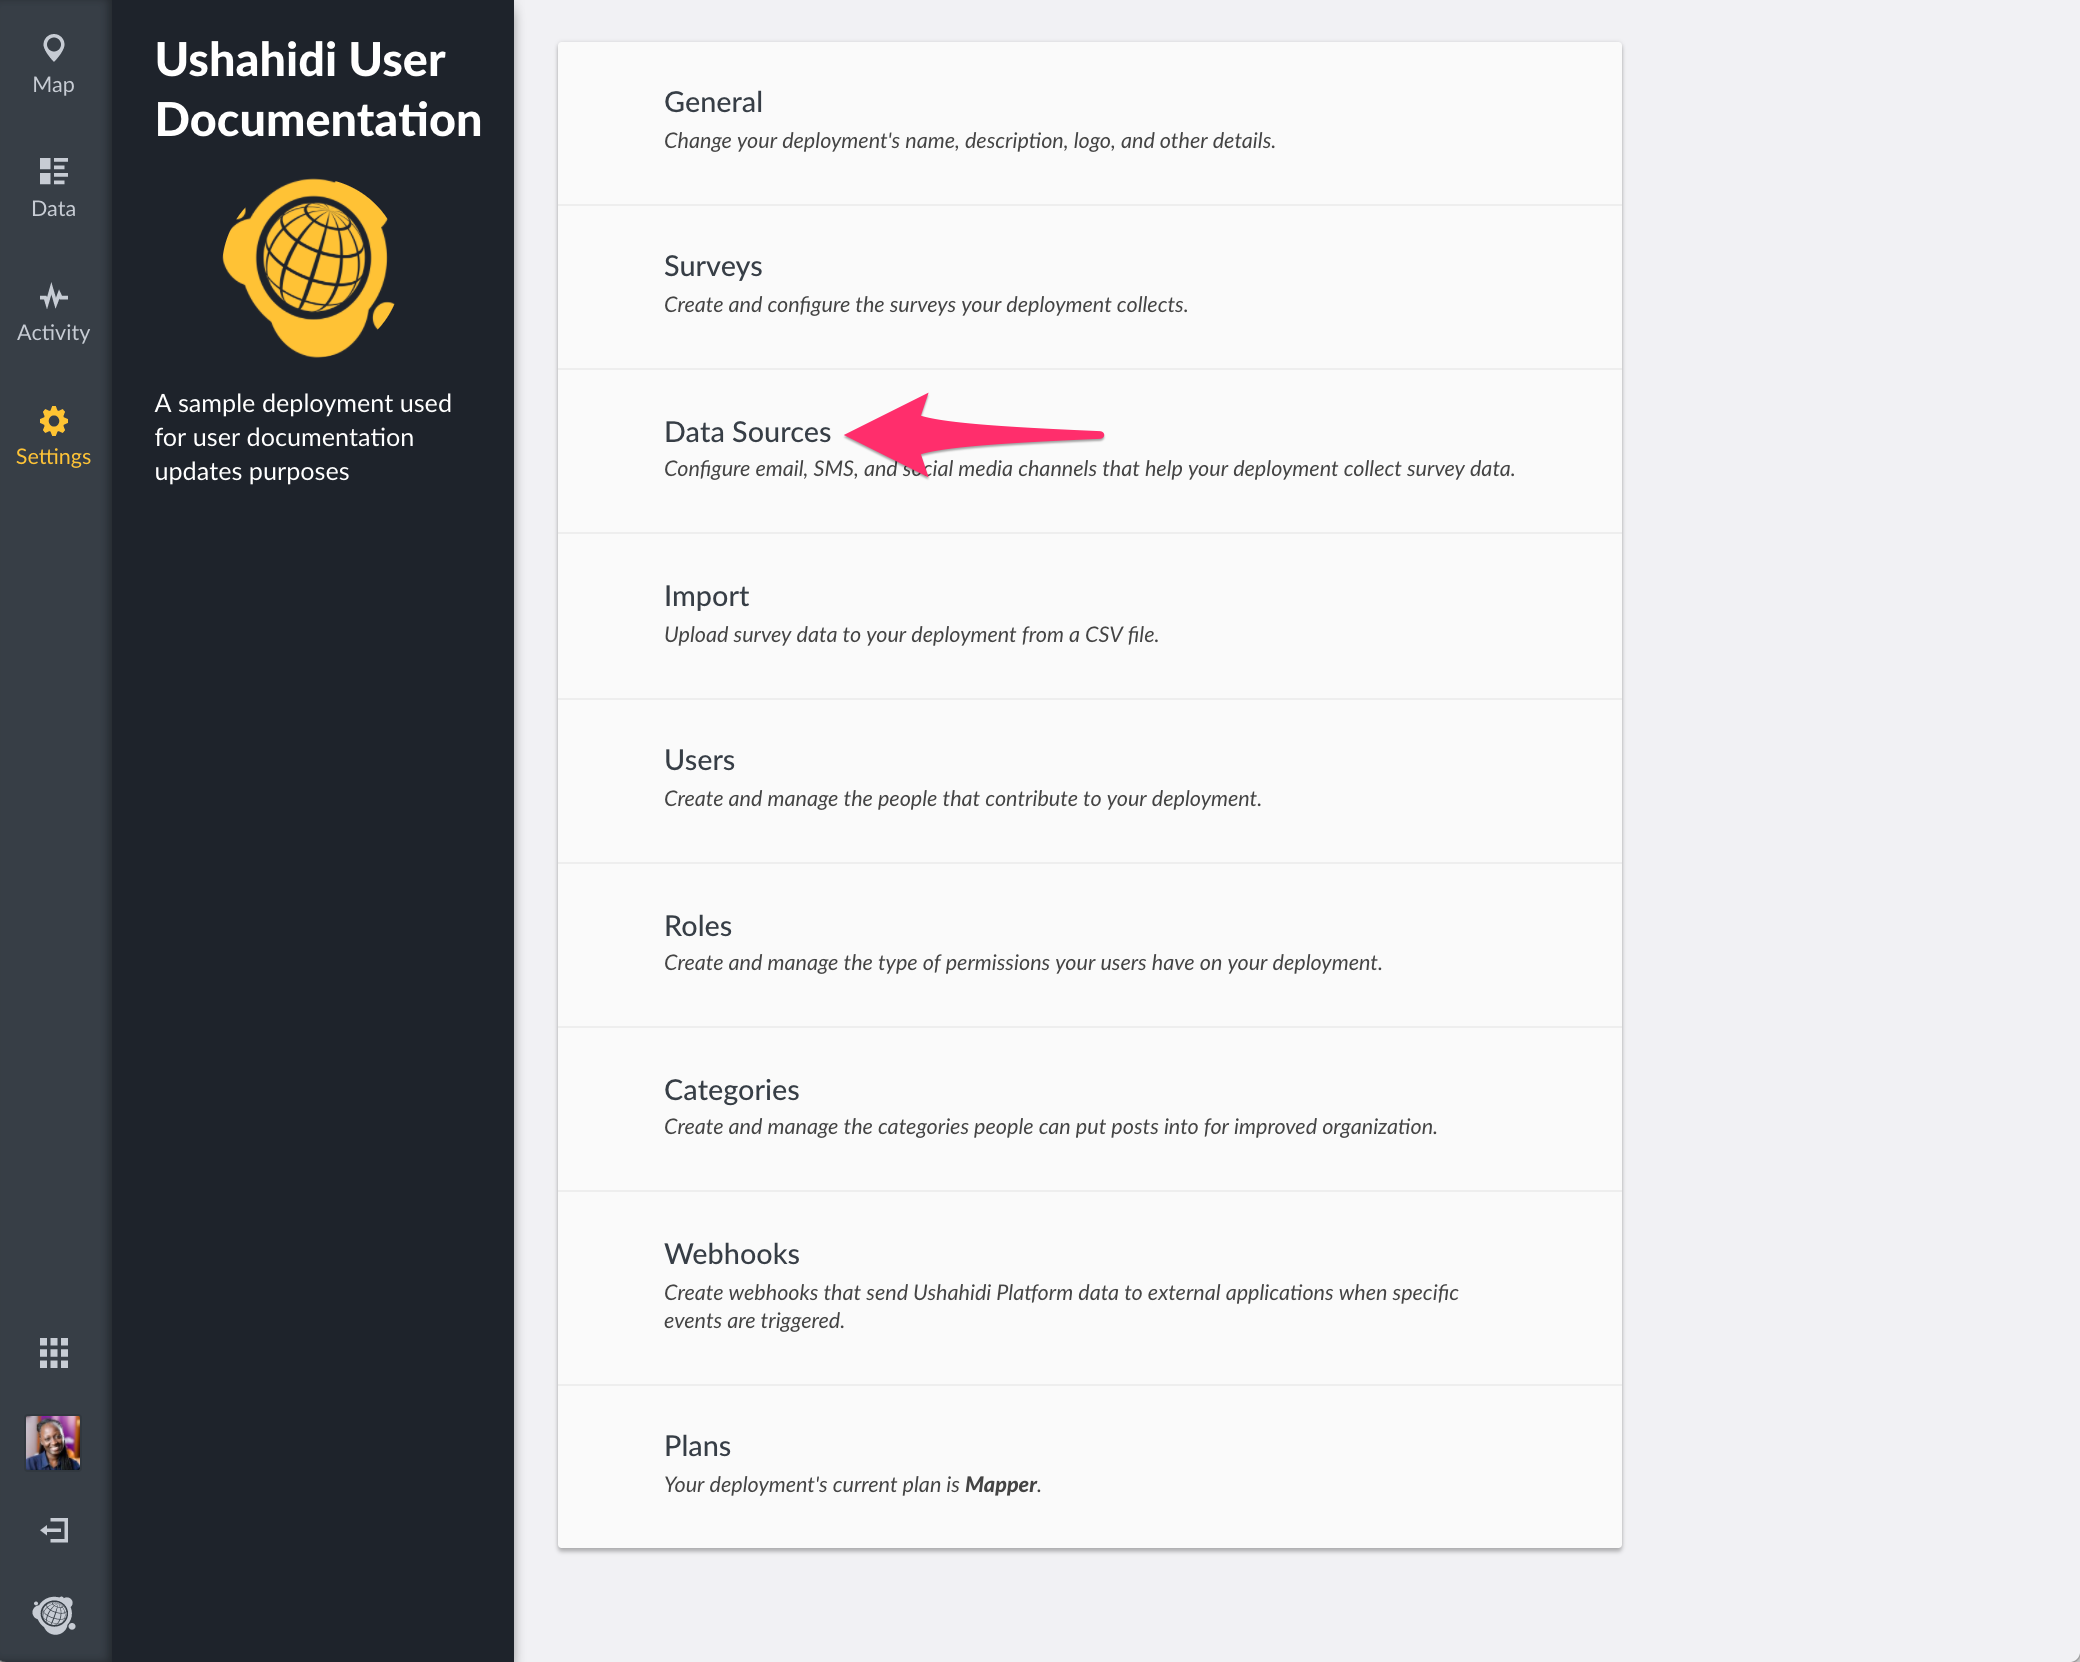 Map
Data
Activity
Settings
Ushahidi User
Documentation
A sample deployment used
for user documentation
updates purposes
General
Change your deployment's name, description, logo, and other details.
Surveys
Create and configure the surveys your deployment collects.
Data Sources
Configure email, SMS, and social media channels that help your deployment collect survey data.
Import
Upload survey data to your deployment from a CSV file.
Users
Create and manage the people that contribute to your deployment.
Roles
Create and manage the type of permissions your users have on your deployment.
Categories
Create and manage the categories people can put posts into for improved organization.
Webhooks
Create webhooks that send Ushahidi Platform data to external applications when specific
events are triggered.
Plans
Your deployment's current plan is Mapper.